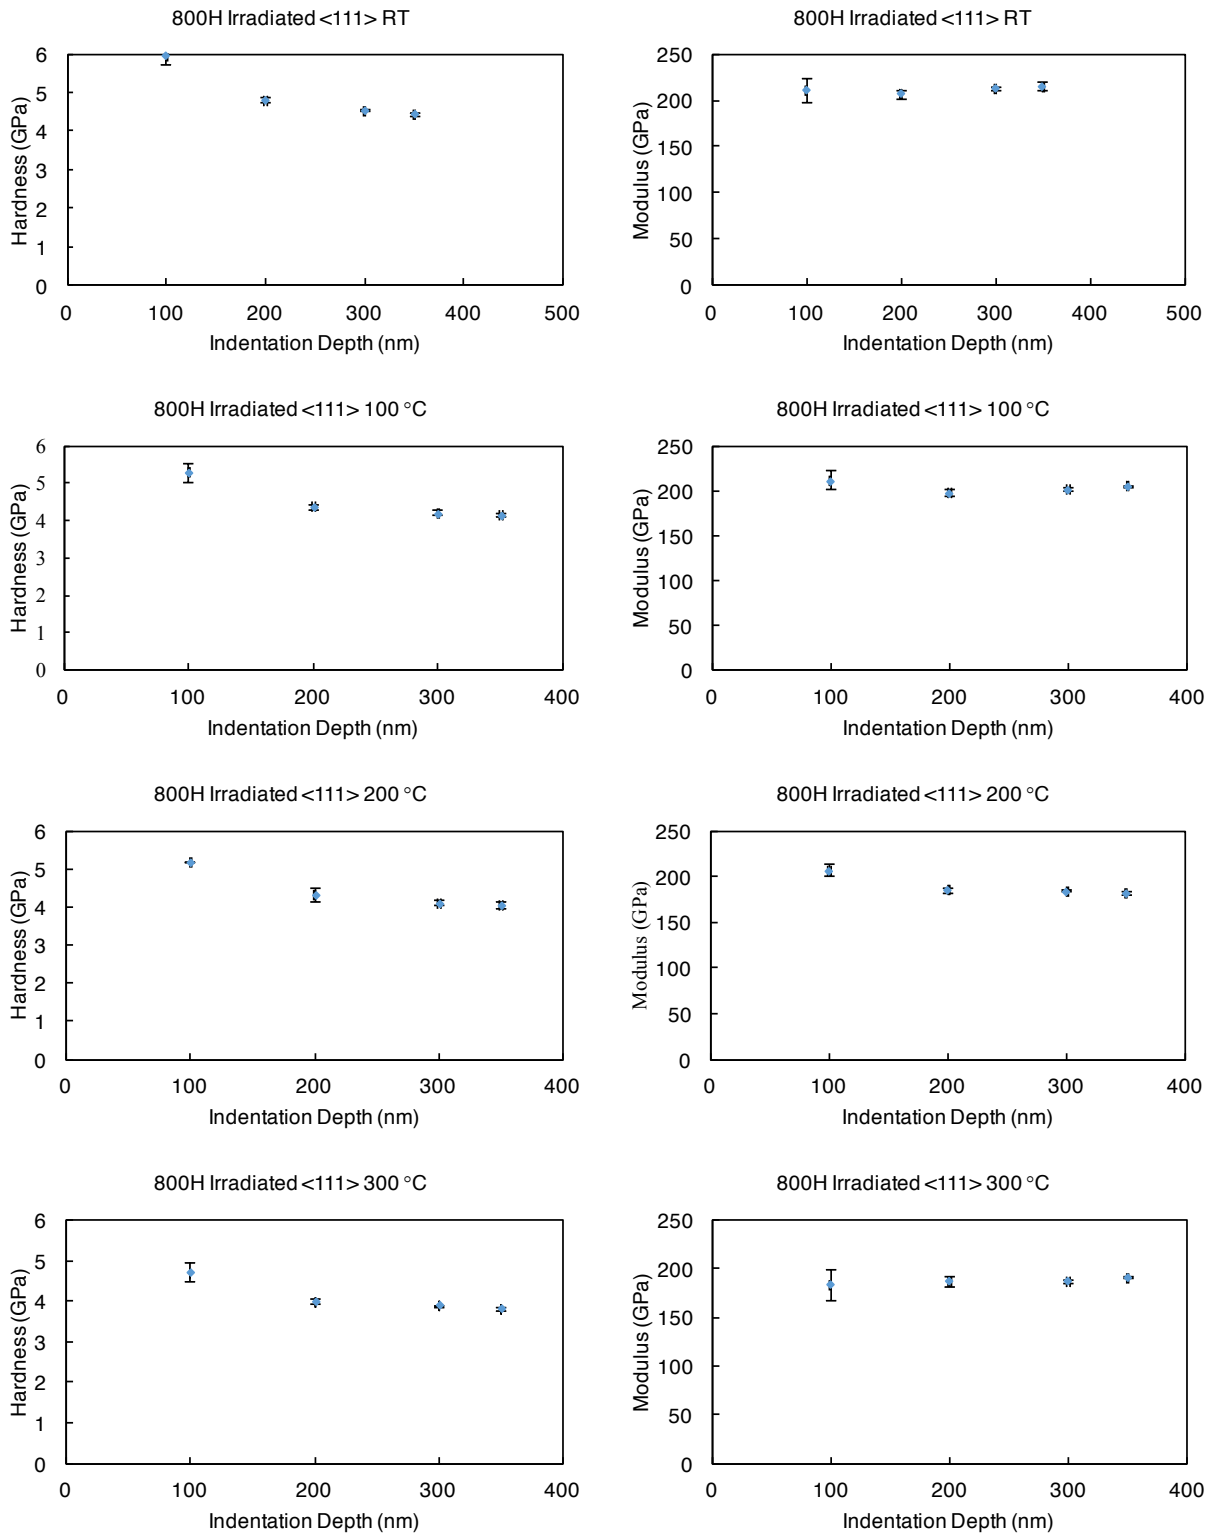 800H Irradiated <111> RT
6
5
4
3
2
1
0
Hardness (GPa)
0 100 200 300 400 500
Indentation Depth (nm)
800H Irradiated <111> RT
250
200
150
100
50
0
Modulus (GPa)
0 100 200 300 400 500
Indentation Depth (nm)
800H Irradiated <111> 100 °C
6
5
4
3
2
1
0
Hardness (GPa)
0 100 200 300 400
Indentation Depth (nm)
800H Irradiated <111> 100 °C
250
200
150
100
50
0
Modulus (GPa)
0 100 200 300 400
Indentation Depth (nm)
800H Irradiated <111> 200 °C
6
5
4
3
2
1
0
Hardness (GPa)
0 100 200 300 400
Indentation Depth (nm)
800H Irradiated <111> 200 °C
250
200
150
100
50
0
Modulus (GPa)
0 100 200 300 400
Indentation Depth (nm)
800H Irradiated <111> 300 °C
6
5
4
3
2
1
0
Hardness (GPa)
0 100 200 300 400
Indentation Depth (nm)
800H Irradiated <111> 300 °C
250
200
150
100
50
0
Modulus (GPa)
0 100 200 300 400
Indentation Depth (nm)